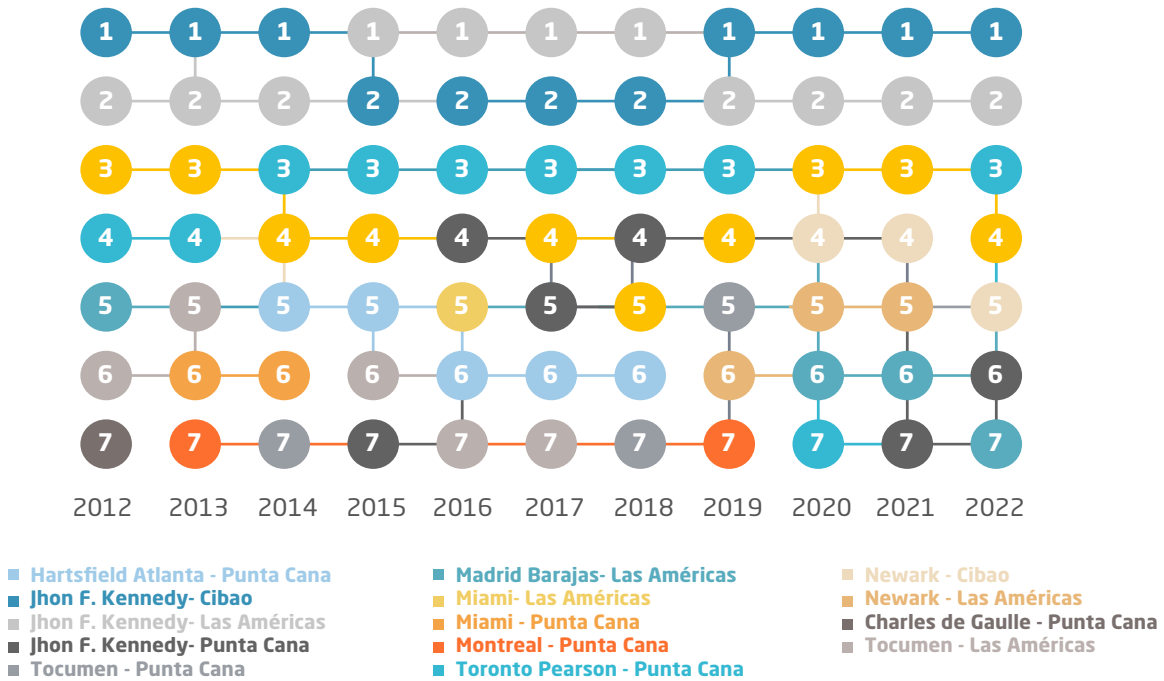 1 1 1 1 1 1 1 1 1 1 1
2 2 2 2 2 2 2 2 2 2 2
3 3 3 3 3 3 3 3 3 3 3
4 4 4 4 4 4 4 4 4 4 4
5 5 5 5 5 5 5 5 5 5 5
6 6 6 6 6 6 6 6 6 6 6
7 7 7 7 7 7 7 7 7 7 7
2012 2013 2014 2015 2016 2017 2018 2019 2020 2021 2022
Hartsfield Atlanta - Punta Cana
Jhon F. Kennedy- Cibao
Jhon F. Kennedy- Las Américas
Jhon F. Kennedy- Punta Cana
Tocumen - Punta Cana
Madrid Barajas- Las Américas
Miami- Las Américas
Miami - Punta Cana
Montreal - Punta Cana
Toronto Pearson - Punta Cana
Newark - Cibao
Newark - Las Américas
Charles de Gaulle - Punta Cana
Tocumen - Las Américas